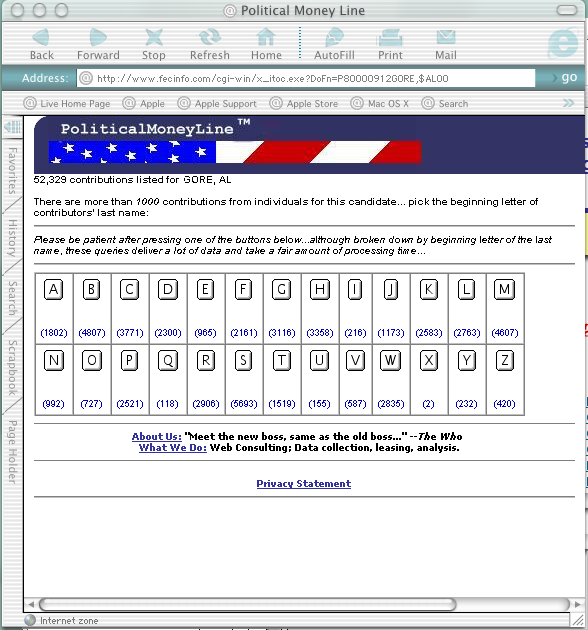 Political Money Line
Back Forward Stop Refresh Home AutoFill Print Mail
Address: http://www.fecinfo.com/cgi-win/x_itoc.exe?DoFn=P80000912GORE,$AL00 go
Live Home Page Apple Apple Support Apple Store Mac OS X Search
Favorites
History
Search
Scrapbook
Page Holder
PoliticalMoneyLine™
52,329 contributions listed for GORE, AL
There are more than 1000 contributions from individuals for this candidate... pick the beginning letter of
contributors' last name:
Please be patient after pressing one of the buttons below...although broken down by beginning letter of the last
name, these queries deliver a lot of data and take a fair amount of processing time...
A B C D E F G H I J K L M
(1802) (4807) (3771) (2300) (965) (2161) (3116) (3358) (216) (1173) (2583) (2763) (4607)
N O P Q R S T U V W X Y Z
(992) (727) (2521) (118) (2906) (5693) (1519) (155) (587) (2835) (2) (232) (420)
About Us: "Meet the new boss, same as the old boss..." --The Who
What We Do: Web Consulting; Data collection, leasing, analysis.
Privacy Statement
Internet zone